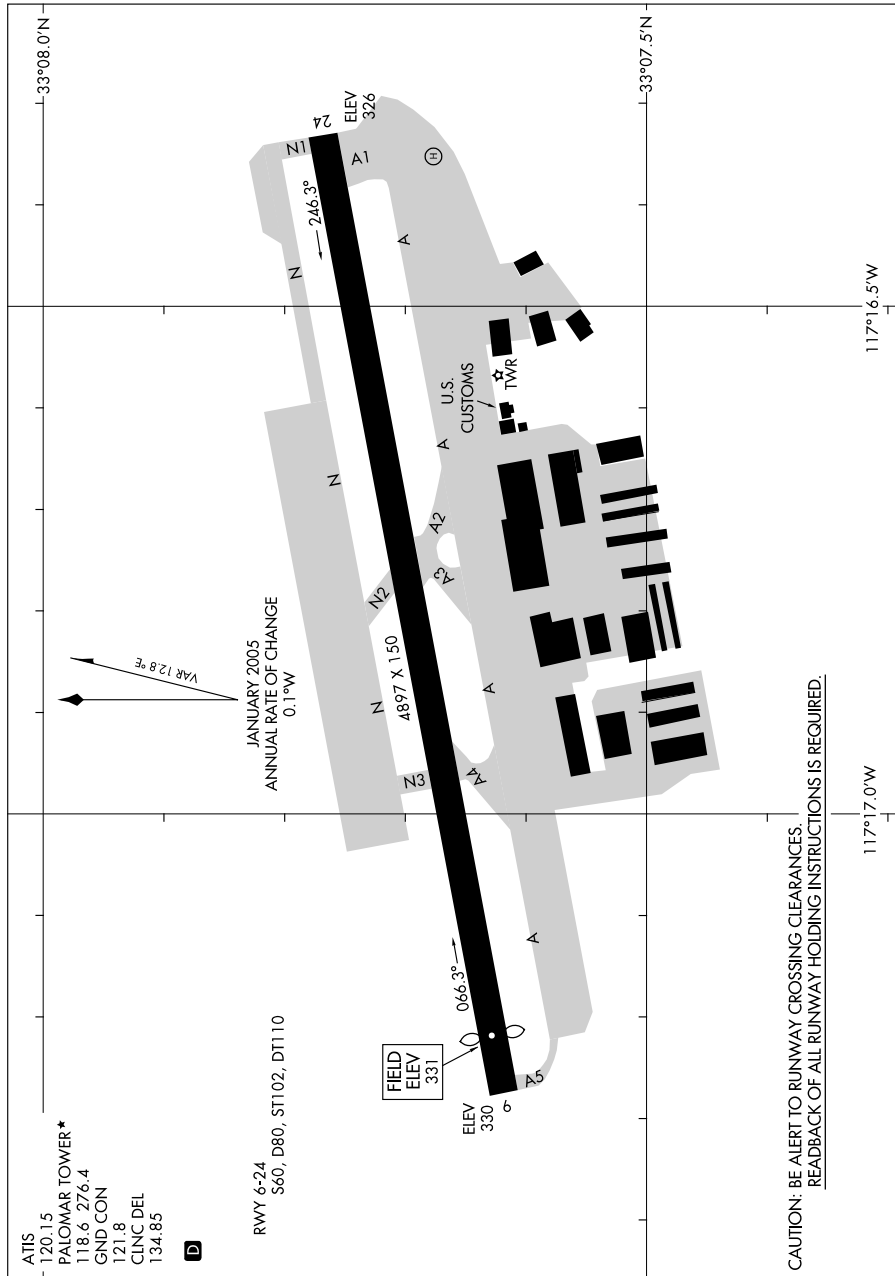 ATIS
120.15
PALOMAR TOWER★
118.6 276.4
GND CON
121.8
CLNC DEL
134.85
D
RWY 6-24
S60, D80, ST102, DT110
JANUARY 2005
ANNUAL RATE OF CHANGE
0.1°W
VAR 12.8°E
33°08.0'N
33°07.5'N
117°16.5'W
117°17.0'W
FIELD
ELEV
331
ELEV
330
6
A5
066.3°
A
N3
A4
4897 X 150
N
A
N2
A3
A2
N
A
U.S.
CUSTOMS
TWR
N
246.3°
A
N1
A1
24
ELEV
326
H
CAUTION: BE ALERT TO RUNWAY CROSSING CLEARANCES.
READBACK OF ALL RUNWAY HOLDING INSTRUCTIONS IS REQUIRED.